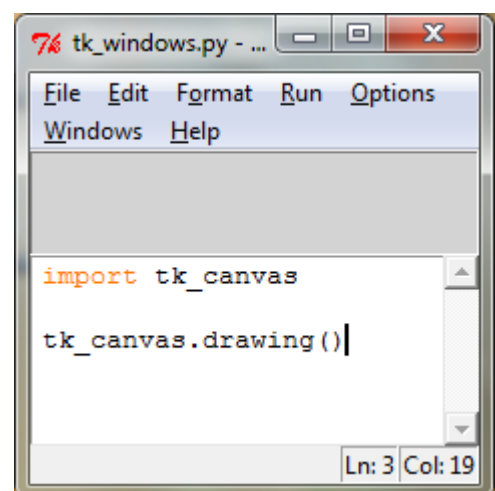 tk_windows.py - ...
File Edit Format Run Options
Windows Help
import tk_canvas
tk_canvas.drawing()
Ln: 3 Col: 19